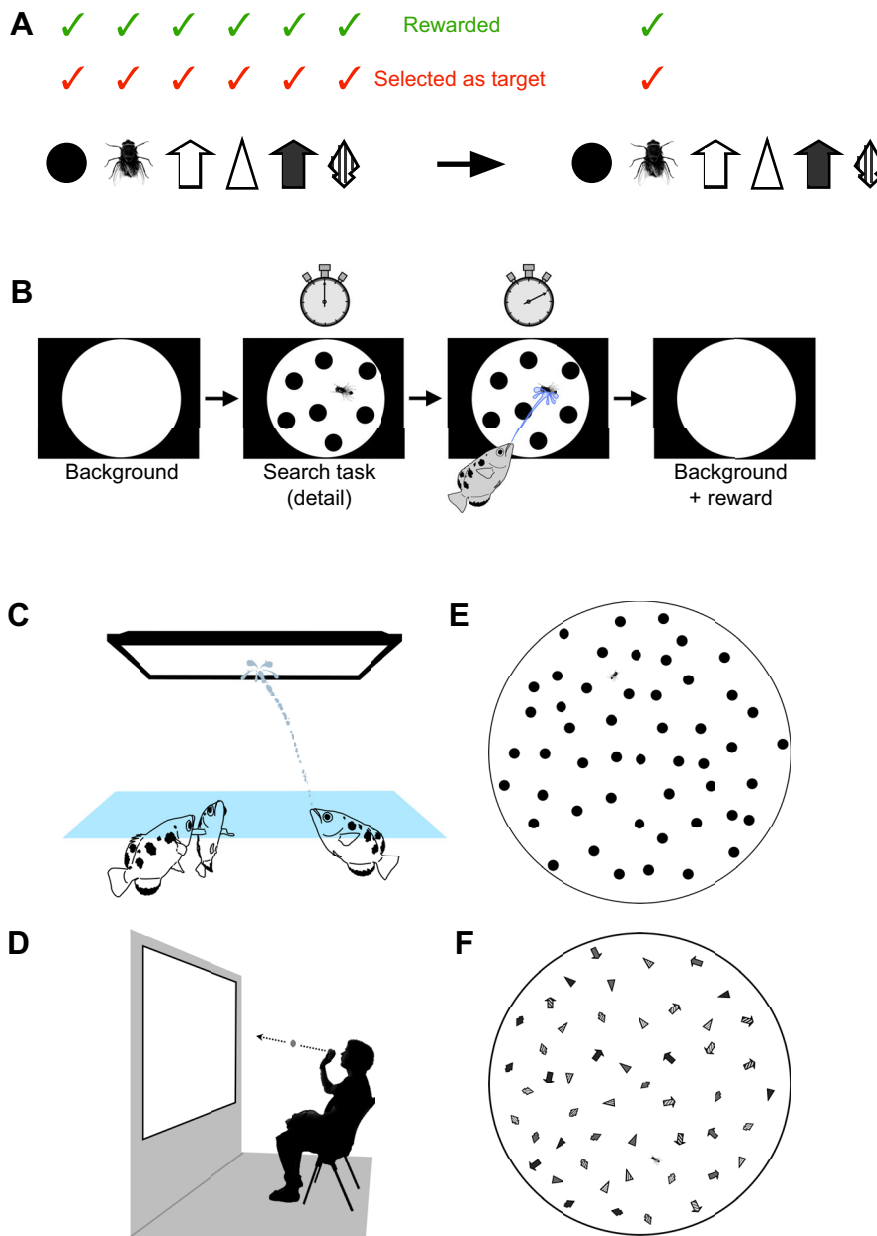 A
Rewarded
Selected as target
B
Background
Search task
(detail)
Background
+ reward
C
E
D
F